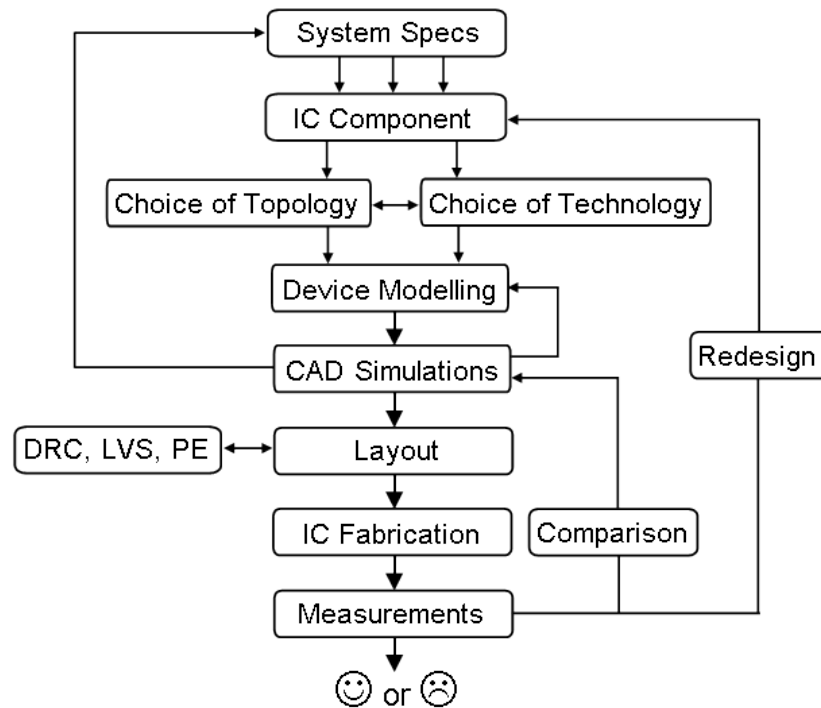 System Specs
IC Component
Choice of Topology
Choice of Technology
Device Modelling
Redesign
CAD Simulations
DRC, LVS, PE
Layout
IC Fabrication
Comparison
Measurements
☺ or ☹